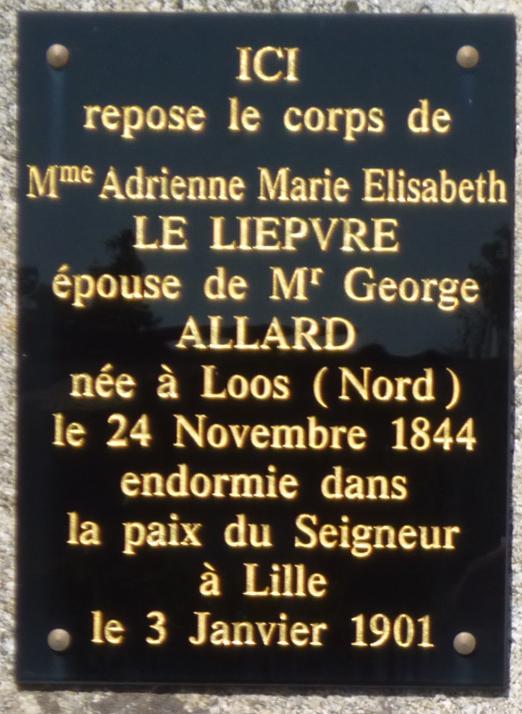 ICI
repose le corps de
Mme Adrienne Marie Elisabeth
LE LIEPVRE
épouse de Mr George
ALLARD
née à Loos (Nord)
le 24 Novembre 1844
endormie dans
la paix du Seigneur
à Lille
le 3 Janvier 1901